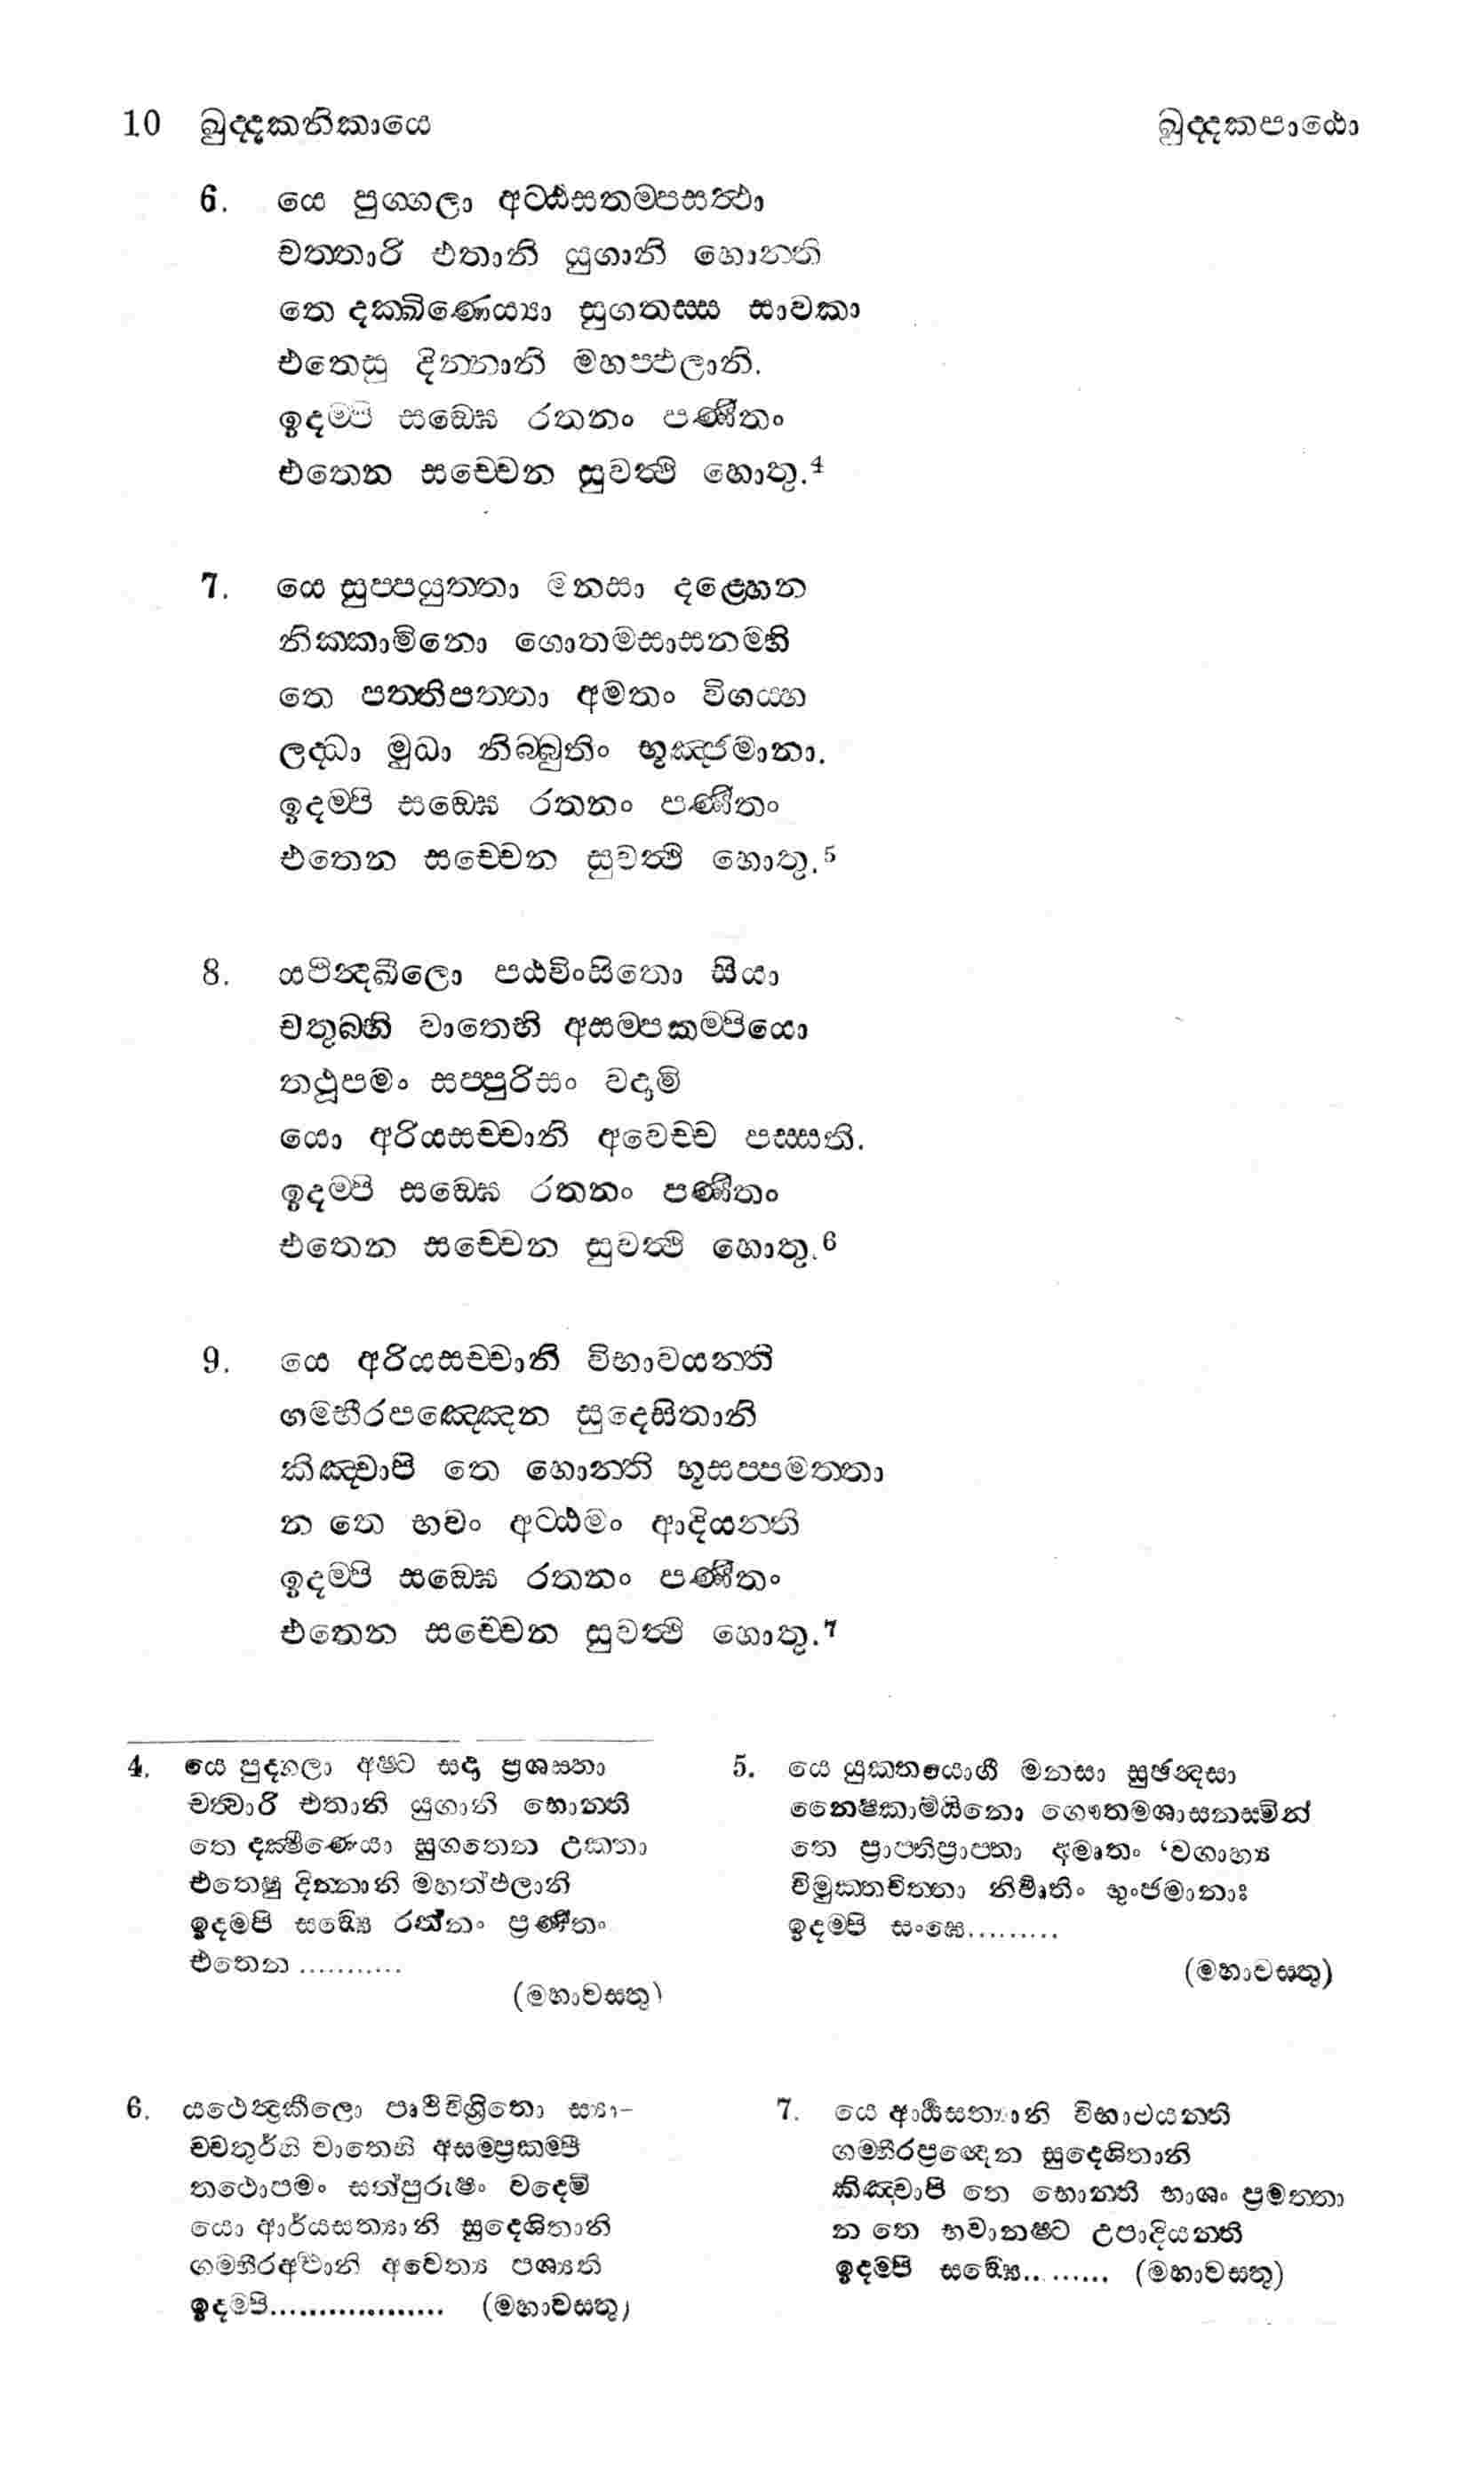 10 ඛුද්දකනිකායෙ
ඛුද්දකපාඨො
6. යෙ පුග්ගලා අට්ඨසතම්පසත්ථා
චත්තාරි එතානි යුගානි හොන්ති
තෙ දක්ඛිණෙය්‍යා සුගතස්ස සාවකා
එතෙසු දින්නානි මහප්ඵලානි.
ඉදම්පි සඞ්ඝෙ රතනං පණීතං
එතෙන සච්චෙන සුවත්ථි හොතු.4
7. යෙ සුප්පයුත්තා මනසා දළ්හෙන
නික්කාමිනො ගොතමසාසනම්හි
තෙ පත්තිපත්තා අමතං විගය්හ
ලද්ධා මුධා නිබ්බුතිං භුඤ්ජමානා.
ඉදම්පි සඞ්ඝෙ රතනං පණීතං
එතෙන සච්චෙන සුවත්ථි හොතු.5
8. යථින්දඛීලො පඨවිංසිතො සියා
චතුබ්භි වාතෙභි අසම්පකම්පියො
තථූපමං සප්පුරිසං වදාමි
යො අරියසච්චානි අවෙච්ච පස්සති.
ඉදම්පි සඞ්ඝෙ රතනං පණීතං
එතෙන සච්චෙන සුවත්ථි හොතු.6
9. යෙ අරියසච්චානි විභාවයන්ති
ගම්භීරපඤ්ඤෙන සුදෙසිතානි
කිඤ්චාපි තෙ හොන්ති භුසප්පමත්තා
න තෙ භවං අට්ඨමං ආදියන්ති
ඉදම්පි සඞ්ඝෙ රතනං පණීතං
එතෙන සච්චෙන සුවත්ථි හොතු.7
4. යෙ පුද්ගලා අෂ්ට සදා ප්‍රශස්තා
චත්වාරි එතානි යුගානි භොන්ති
තෙ දක්ෂිණෙයා සුගතෙන උක්තා
එතෙෂු දින්නානි මහත්ඵලානි
ඉදම්පි සඞ්ඝෙ රත්නං ප්‍රණීතං
එතෙන ...........
(මහාවස්තු)
5. යෙ යුක්තයොගී මනසා සුඡන්දසා
නෛෂ්කාම්‍යිනො ගෞතමශාසනස්මින්
තෙ ප්‍රාප්තිප්‍රාප්තා අමෘතං ‘වගාහ්‍ය
විමුක්තචිත්තා නිර්වෘතිං භුංජමානාඃ
ඉදම්පි සංඝෙ.........
(මහාවස්තු)
6. යථෙන්ද්‍රකීලො පෘථිවිශ්‍රිතො ස්‍යා-
ච්චතුර්භි වාතෙභි අසම්ප්‍රකම්පි
තථොපමං සත්පුරුෂං වදෙමි
යො ආර්යසත්‍යානි සුදෙශිතානි
ගම්භීරඅර්ථානි අවෙත්‍ය පශ්‍යති
ඉදම්පි................... (මහාවස්තු)
7. යෙ ආර්‍ය්‍යසත්‍යානි විභාවයන්ති
ගම්භීරප්‍රඥෙන සුදෙශිතානි
කිඤ්චාපි තෙ භොන්ති භාශං ප්‍රමත්තා
න තෙ භවානෂ්ට උපාදියන්ති
ඉදම්පි සඞ්ඝෙ........... (මහාවස්තු)